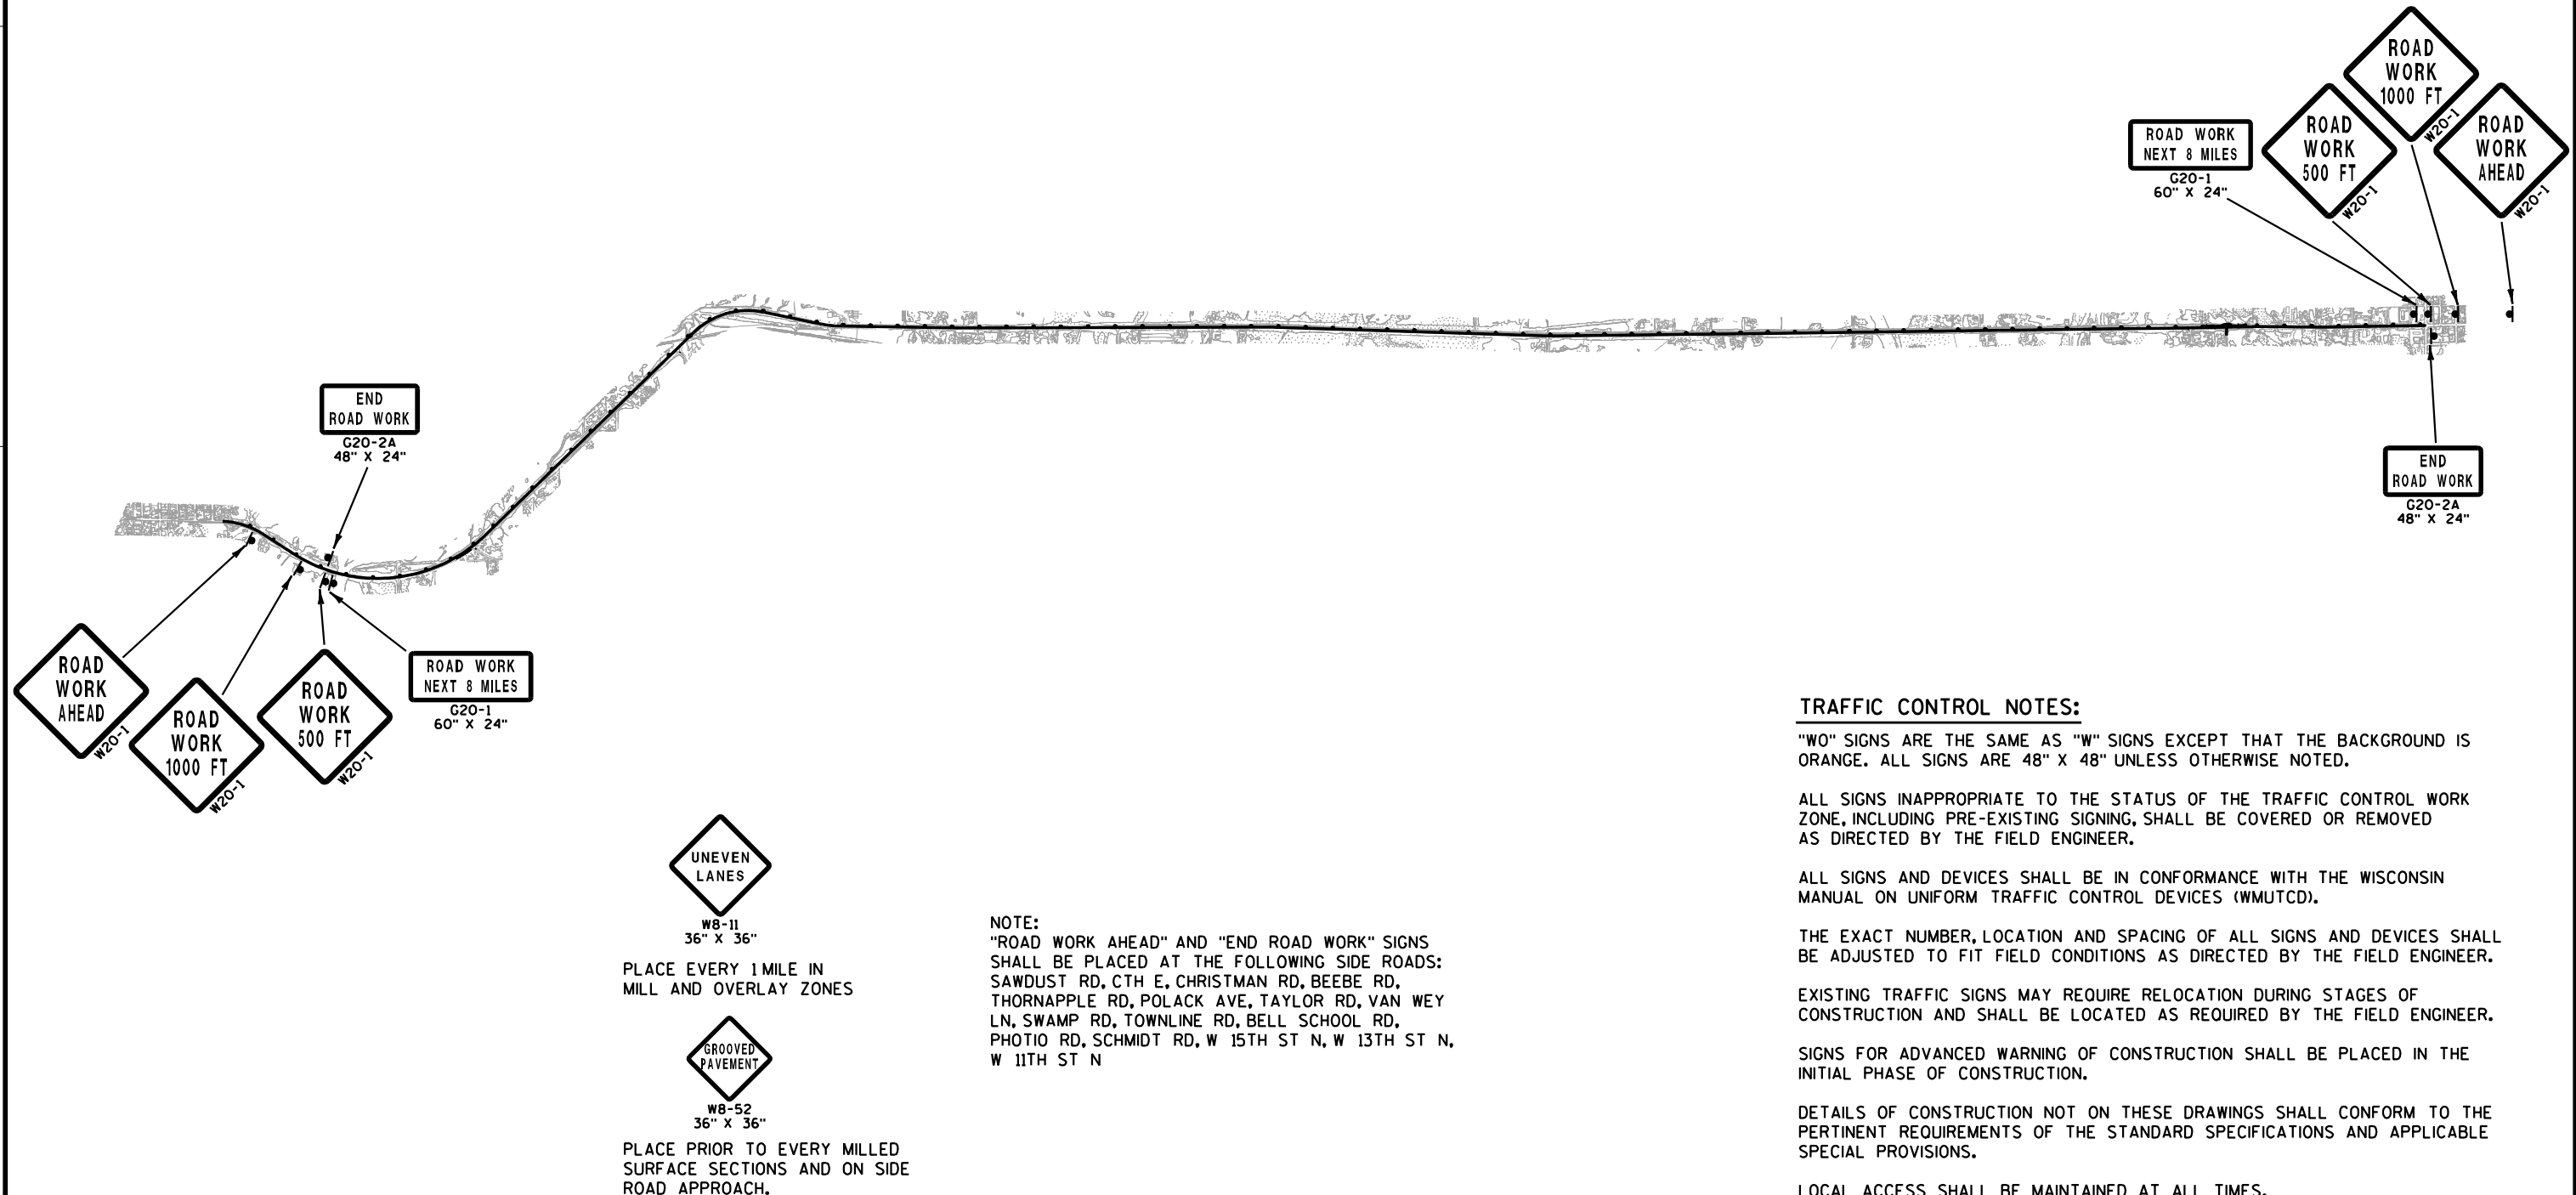 ROAD
WORK
1000 FT
W20-1
ROAD WORK
NEXT 8 MILES
G20-1
60" X 24"
ROAD
WORK
500 FT
W20-1
ROAD
WORK
AHEAD
W20-1
END
ROAD WORK
G20-2A
48" X 24"
END
ROAD WORK
G20-2A
48" X 24"
ROAD
WORK
AHEAD
W20-1
ROAD
WORK
1000 FT
W20-1
ROAD
WORK
500 FT
W20-1
ROAD WORK
NEXT 8 MILES
G20-1
60" X 24"
UNEVEN
LANES
W8-11
36" X 36"
PLACE EVERY 1 MILE IN
MILL AND OVERLAY ZONES
GROOVED
PAVEMENT
W8-52
36" X 36"
PLACE PRIOR TO EVERY MILLED
SURFACE SECTIONS AND ON SIDE
ROAD APPROACH.
NOTE:
"ROAD WORK AHEAD" AND "END ROAD WORK" SIGNS
SHALL BE PLACED AT THE FOLLOWING SIDE ROADS:
SAWDUST RD, CTH E, CHRISTMAN RD, BEEBE RD,
THORNAPPLE RD, POLACK AVE, TAYLOR RD, VAN WEY
LN, SWAMP RD, TOWNLINE RD, BELL SCHOOL RD,
PHOTIO RD, SCHMIDT RD, W 15TH ST N, W 13TH ST N,
W 11TH ST N
TRAFFIC CONTROL NOTES:
"WO" SIGNS ARE THE SAME AS "W" SIGNS EXCEPT THAT THE BACKGROUND IS
ORANGE. ALL SIGNS ARE 48" X 48" UNLESS OTHERWISE NOTED.
ALL SIGNS INAPPROPRIATE TO THE STATUS OF THE TRAFFIC CONTROL WORK
ZONE, INCLUDING PRE-EXISTING SIGNING, SHALL BE COVERED OR REMOVED
AS DIRECTED BY THE FIELD ENGINEER.
ALL SIGNS AND DEVICES SHALL BE IN CONFORMANCE WITH THE WISCONSIN
MANUAL ON UNIFORM TRAFFIC CONTROL DEVICES (WMUTCD).
THE EXACT NUMBER, LOCATION AND SPACING OF ALL SIGNS AND DEVICES SHALL
BE ADJUSTED TO FIT FIELD CONDITIONS AS DIRECTED BY THE FIELD ENGINEER.
EXISTING TRAFFIC SIGNS MAY REQUIRE RELOCATION DURING STAGES OF
CONSTRUCTION AND SHALL BE LOCATED AS REQUIRED BY THE FIELD ENGINEER.
SIGNS FOR ADVANCED WARNING OF CONSTRUCTION SHALL BE PLACED IN THE
INITIAL PHASE OF CONSTRUCTION.
DETAILS OF CONSTRUCTION NOT ON THESE DRAWINGS SHALL CONFORM TO THE
PERTINENT REQUIREMENTS OF THE STANDARD SPECIFICATIONS AND APPLICABLE
SPECIAL PROVISIONS.
LOCAL ACCESS SHALL BE MAINTAINED AT ALL TIMES.